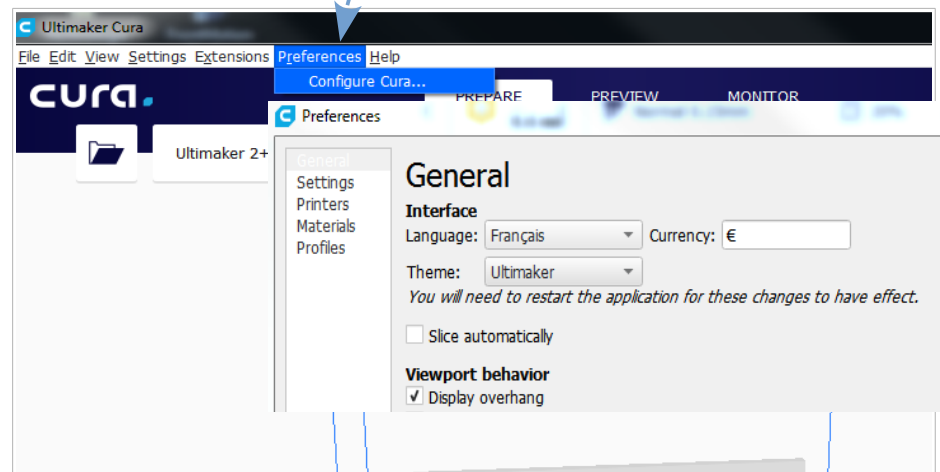 Ultimaker Cura
File Edit View Settings Extensions Preferences Help
Configure Cura...
cura.
PREPARE PREVIEW MONITOR
Preferences
Ultimaker 2+
General
Settings
Printers
Materials
Profiles
General
Interface
Language: Français Currency: €
Theme: Ultimaker
You will need to restart the application for these changes to have effect.
Slice automatically
Viewport behavior
Display overhang